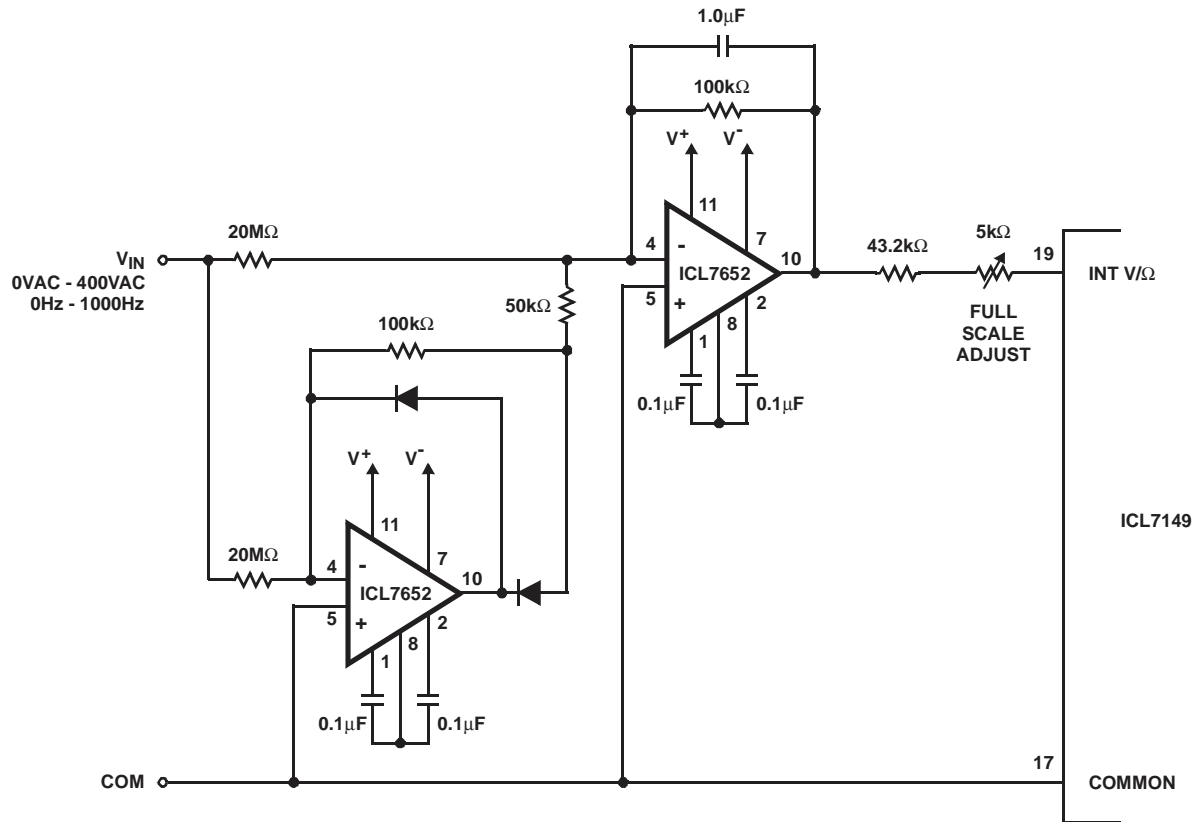 1.0μF
100kΩ
V+
V-
11
7
20MΩ
VIN
0VAC - 400VAC
0Hz - 1000Hz
4
-
ICL7652
10
5
+
2
8
1
43.2kΩ
5kΩ
FULL
SCALE
ADJUST
19
INT V/Ω
50kΩ
0.1μF
0.1μF
100kΩ
V+
V-
11
7
20MΩ
4
-
ICL7652
10
5
+
2
8
1
0.1μF
0.1μF
ICL7149
COM
17
COMMON